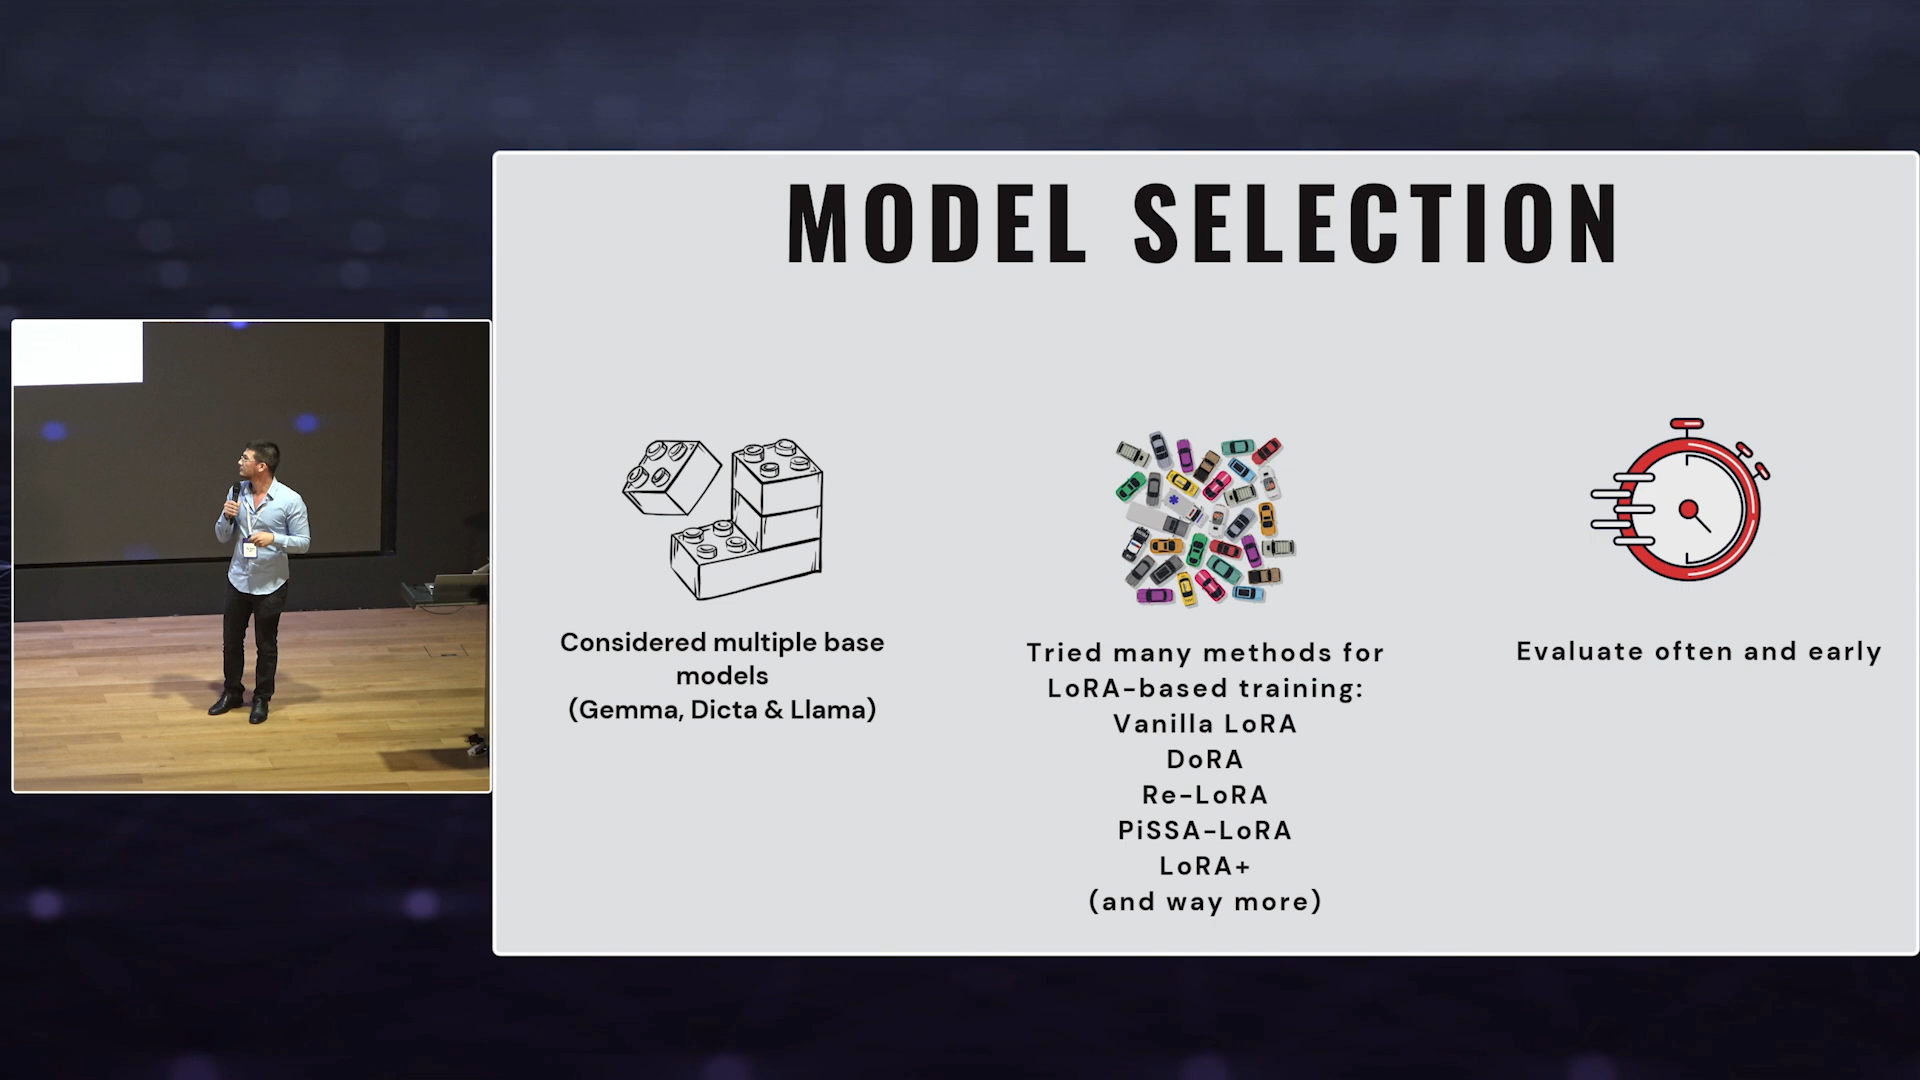 MODEL SELECTION
Considered multiple base
models
(Gemma, Dicta & Llama)
Tried many methods for
LoRA-based training:
Vanilla LoRA
DoRA
Re-LoRA
PiSSA-LoRA
LoRA+
(and way more)
Evaluate often and early